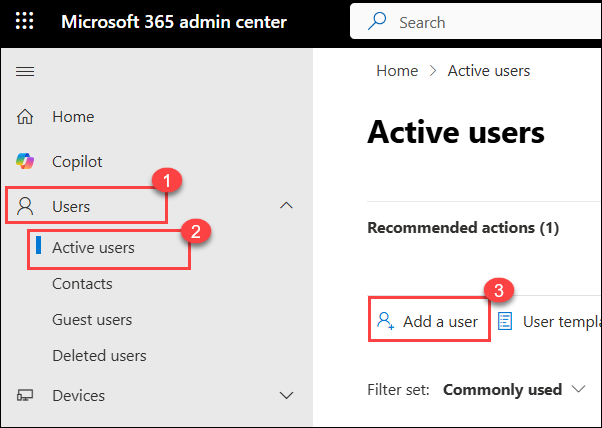 Microsoft 365 admin center
Search
Home > Active users
Home
Copilot
Active users
1
Users
2
Active users
Recommended actions (1)
Contacts
3
Guest users
Add a user
User templa
Deleted users
Devices
Filter set: Commonly used